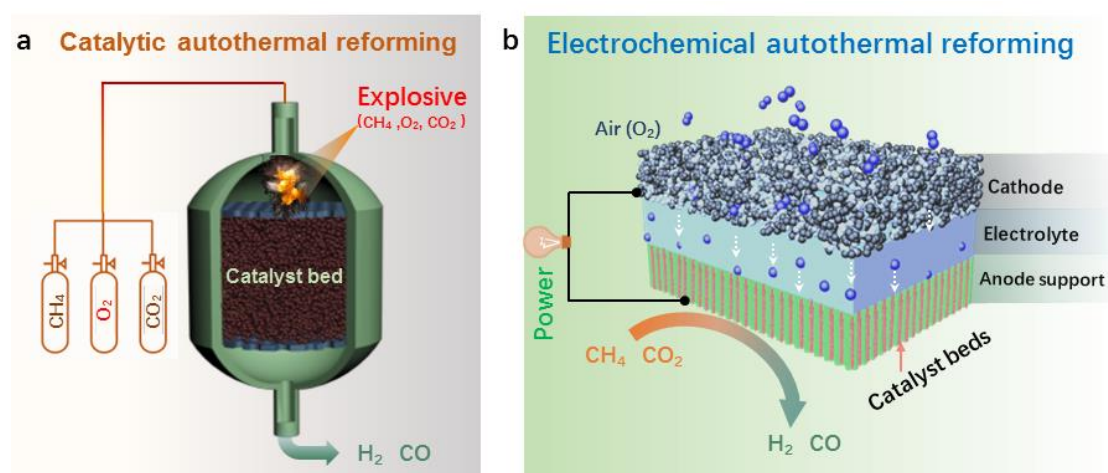 a Catalytic autothermal reforming
Explosive
(CH₄ ,O₂, CO₂ )
CH₄
O₂
CO₂
Catalyst bed
H₂ CO
b Electrochemical autothermal reforming
Air (O₂)
Cathode
Electrolyte
Anode support
Power
CH₄ CO₂
Catalyst beds
H₂ CO